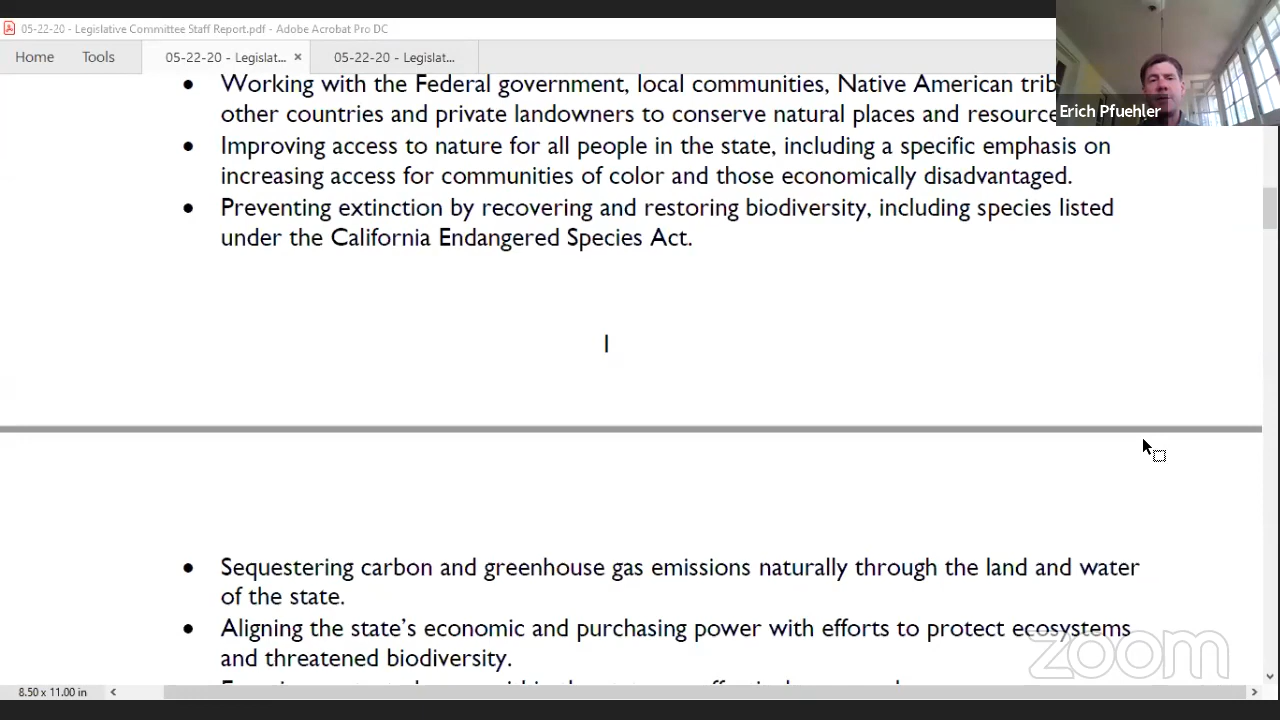 05-22-20 - Legislative Committee Staff Report.pdf - Adobe Acrobat Pro DC
Home Tools 05-22-20 - Legislat... × 05-22-20 - Legislat...
Erich Pfuehler
• Working with the Federal government, local communities, Native American
other countries and private landowners to conserve natural places and
• Improving access to nature for all people in the state, including a specific emphasis on
increasing access for communities of color and those economically disadvantaged.
• Preventing extinction by recovering and restoring biodiversity, including species listed
under the California Endangered Species Act.
1
• Sequestering carbon and greenhouse gas emissions naturally through the land and water
of the state.
• Aligning the state's economic and purchasing power with efforts to protect ecosystems
and threatened biodiversity.
zoom
8.50 x 11.00 in